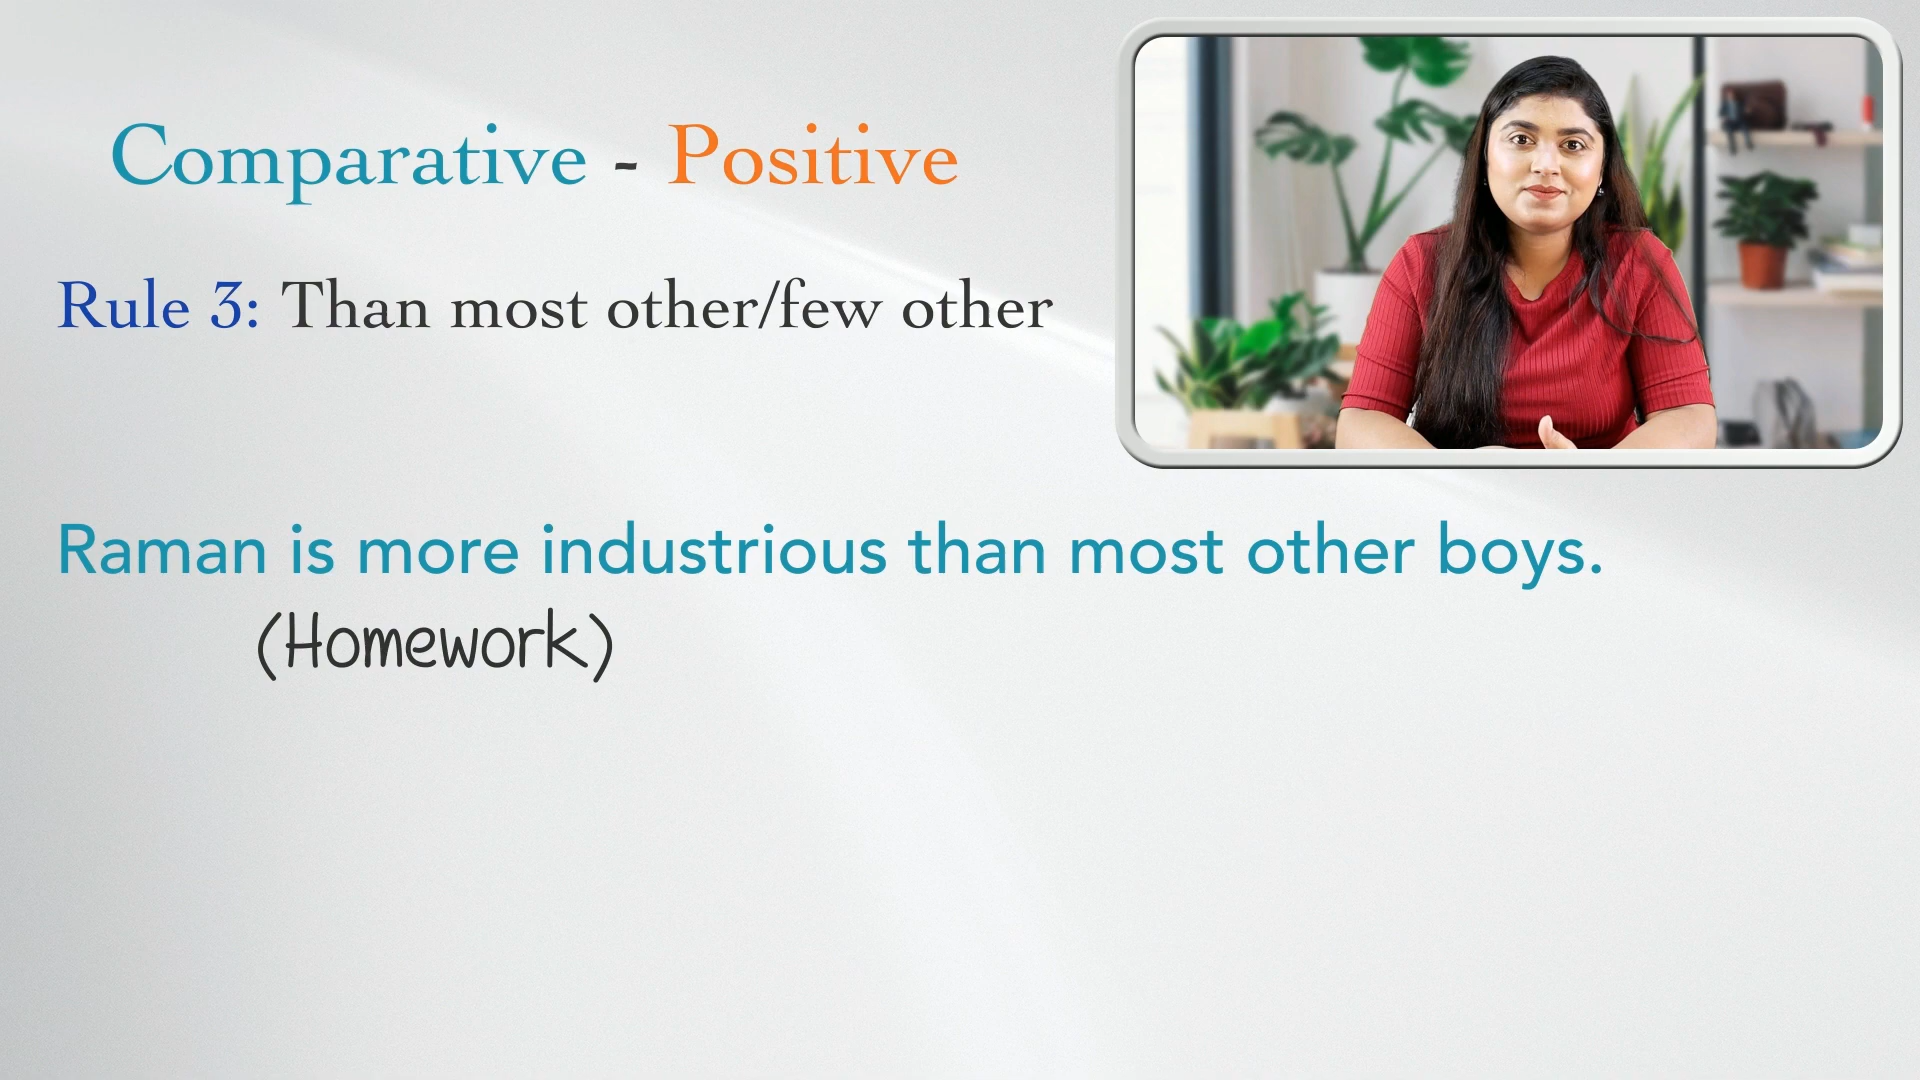 Comparative - Positive
Rule 3: Than most other/few other
Raman is more industrious than most other boys.
(Homework)